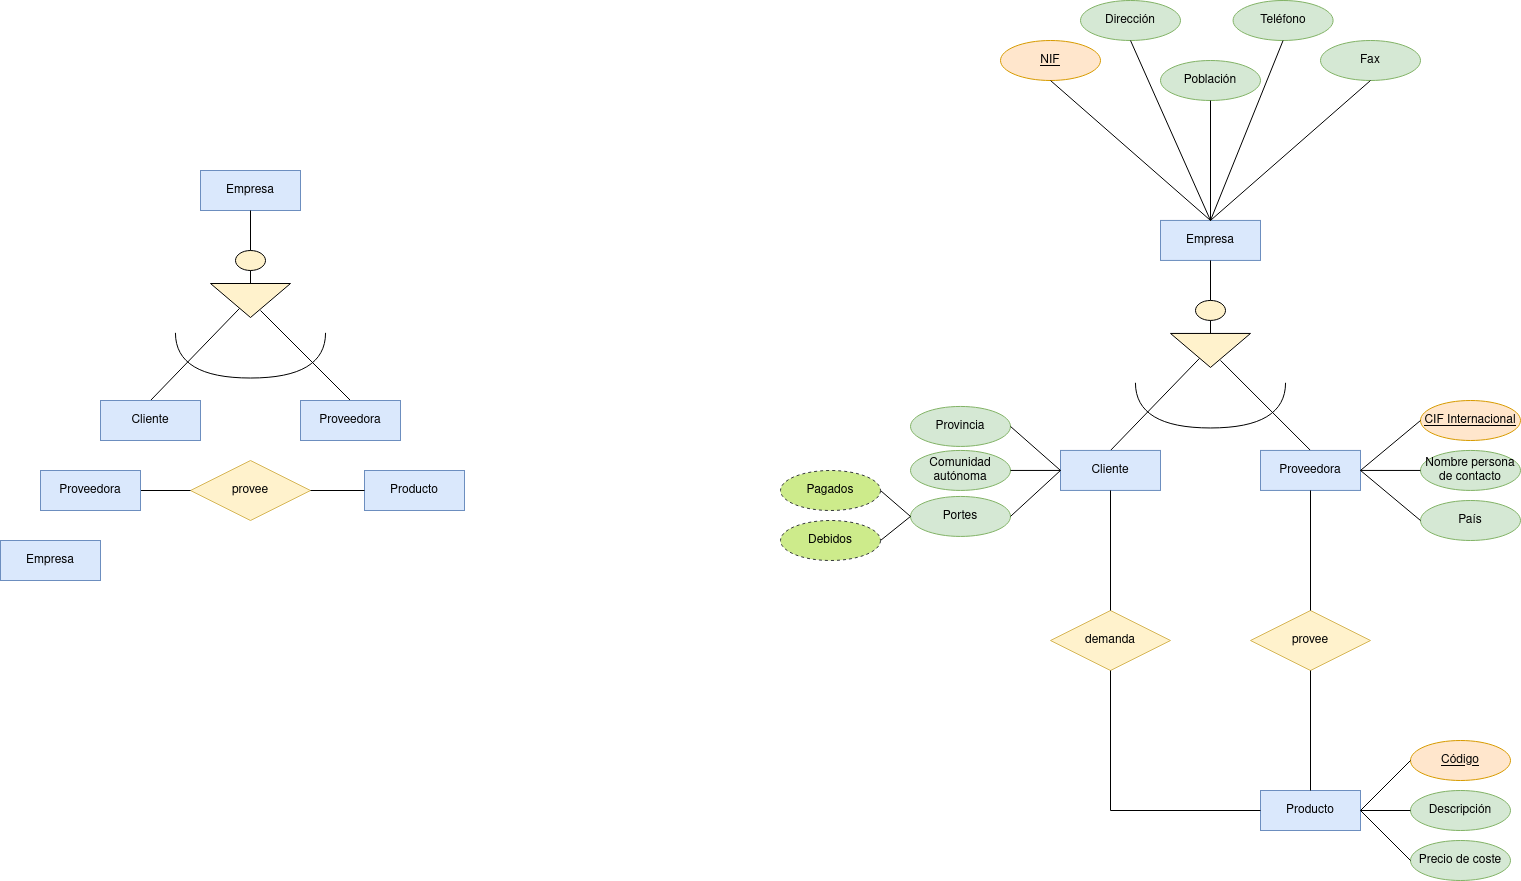 Empresa
Cliente
Proveedora
Proveedora
provee
Producto
Empresa
Dirección
Teléfono
NIF
Fax
Población
Empresa
Provincia
Comunidad
autónoma
Portes
Pagados
Debidos
Cliente
Proveedora
CIF Internacional
Nombre persona
de contacto
País
demanda
provee
Producto
Código
Descripción
Precio de coste